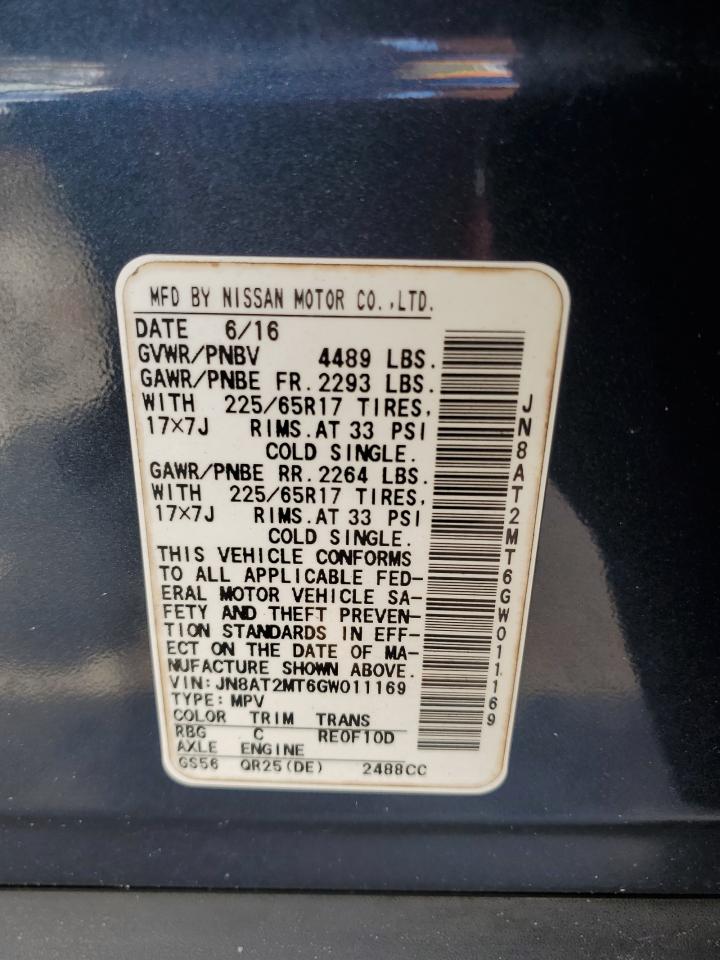 MFD BY NISSAN MOTOR CO.,LTD.
DATE 6/16
GVWR/PNBV 4489 LBS.
GAWR/PNBE FR. 2293 LBS.
WITH 225/65R17 TIRES,
17×7J RIMS. AT 33 PSI
COLD SINGLE.
GAWR/PNBE RR. 2264 LBS.
WITH 225/65R17 TIRES,
17×7J RIMS. AT 33 PSI
COLD SINGLE.
THIS VEHICLE CONFORMS
TO ALL APPLICABLE FED-
ERAL MOTOR VEHICLE SA-
FETY AND THEFT PREVEN-
TION STANDARDS IN EFF-
ECT ON THE DATE OF MA-
NUFACTURE SHOWN ABOVE.
VIN:JN8AT2MT6GW011169
TYPE:MPV
COLOR TRIM TRANS
RBG C RE0F10D
AXLE ENGINE
GS56 QR25(DE) 2488CC
JN8AT2MT6GW011169